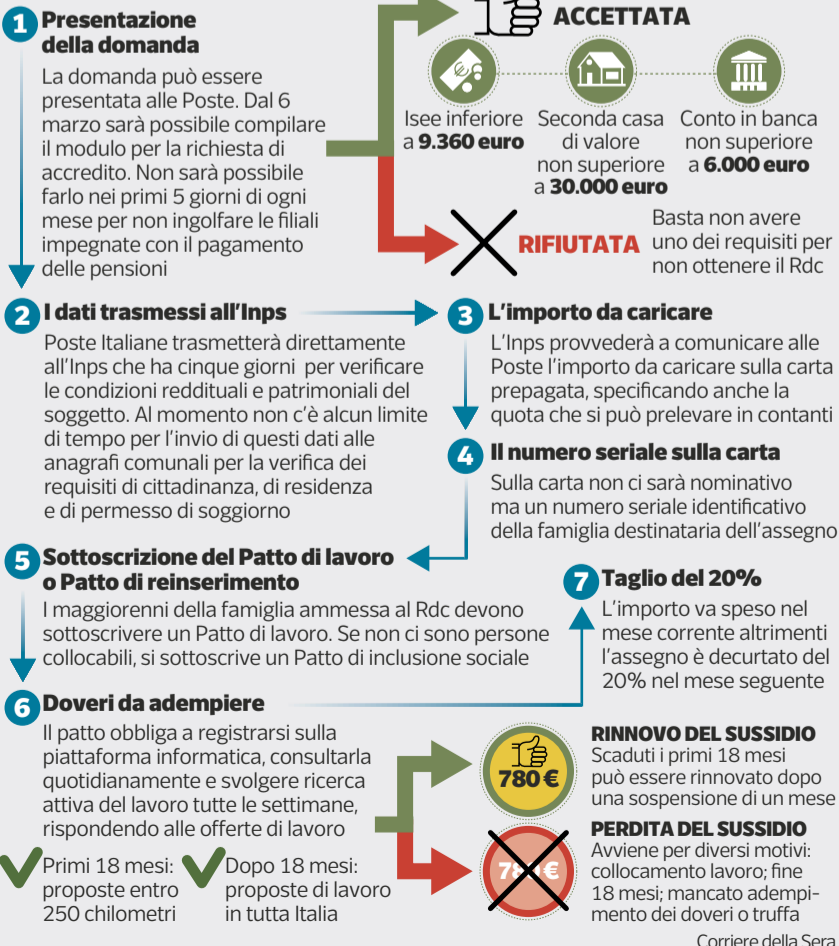 1 Presentazione
della domanda
La domanda può essere
presentata alle Poste. Dal 6
marzo sarà possibile compilare
il modulo per la richiesta di
accredito. Non sarà possibile
farlo nei primi 5 giorni di ogni
mese per non ingolfare le filiali
impegnate con il pagamento
delle pensioni
ACCETTATA
€
Isee inferiore
a 9.360 euro
Seconda casa
di valore
non superiore
a 30.000 euro
Conto in banca
non superiore
a 6.000 euro
RIFIUTATA
Basta non avere
uno dei requisiti per
non ottenere il Rdc
2 I dati trasmessi all'Inps
Poste Italiane trasmetterà direttamente
all'Inps che ha cinque giorni per verificare
le condizioni reddituali e patrimoniali del
soggetto. Al momento non c'è alcun limite
di tempo per l'invio di questi dati alle
anagrafi comunali per la verifica dei
requisiti di cittadinanza, di residenza
e di permesso di soggiorno
3 L'importo da caricare
L'Inps provvederà a comunicare alle
Poste l'importo da caricare sulla carta
prepagata, specificando anche la
quota che si può prelevare in contanti
4 Il numero seriale sulla carta
Sulla carta non ci sarà nominativo
ma un numero seriale identificativo
della famiglia destinataria dell'assegno
5 Sottoscrizione del Patto di lavoro
o Patto di reinserimento
I maggiorenni della famiglia ammessa al Rdc devono
sottoscrivere un Patto di lavoro. Se non ci sono persone
collocabili, si sottoscrive un Patto di inclusione sociale
6 Doveri da adempiere
Il patto obbliga a registrarsi sulla
piattaforma informatica, consultarla
quotidianamente e svolgere ricerca
attiva del lavoro tutte le settimane,
rispondendo alle offerte di lavoro
Primi 18 mesi:
proposte entro
250 chilometri
Dopo 18 mesi:
proposte di lavoro
in tutta Italia
7 Taglio del 20%
L'importo va speso nel
mese corrente altrimenti
l'assegno è decurtato del
20% nel mese seguente
780 €
RINNOVO DEL SUSSIDIO
Scaduti i primi 18 mesi
può essere rinnovato dopo
una sospensione di un mese
780 €
PERDITA DEL SUSSIDIO
Avviene per diversi motivi:
collocamento lavoro; fine
18 mesi; mancato adempi-
mento dei doveri o truffa
Corriere della Sera